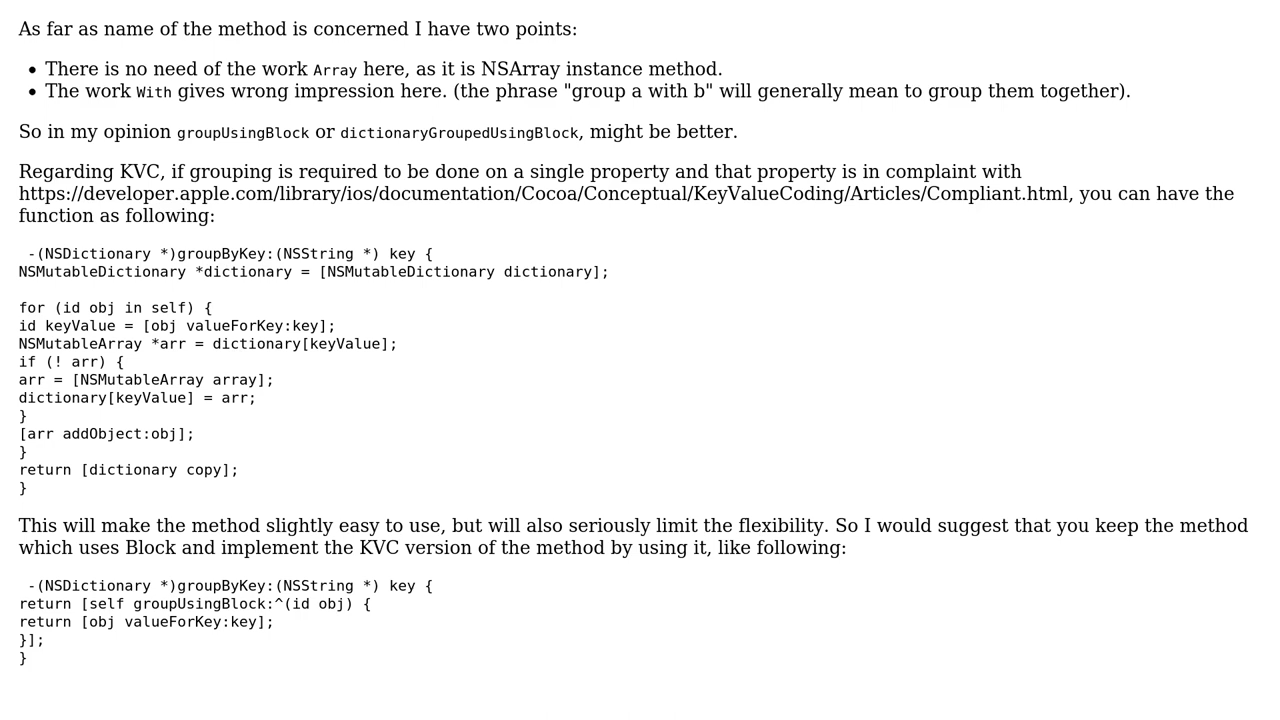 As far as name of the method is concerned I have two points:
• There is no need of the work Array here, as it is NSArray instance method.
• The work With gives wrong impression here. (the phrase "group a with b" will generally mean to group them together).
So in my opinion groupUsingBlock or dictionaryGroupedUsingBlock, might be better.
Regarding KVC, if grouping is required to be done on a single property and that property is in complaint with
https://developer.apple.com/library/ios/documentation/Cocoa/Conceptual/KeyValueCoding/Articles/Compliant.html, you can have the
function as following:
-(NSDictionary *)groupByKey:(NSString *) key {
NSMutableDictionary *dictionary = [NSMutableDictionary dictionary];
for (id obj in self) {
id keyValue = [obj valueForKey:key];
NSMutableArray *arr = dictionary[keyValue];
if (! arr) {
arr = [NSMutableArray array];
dictionary[keyValue] = arr;
}
[arr addObject:obj];
}
return [dictionary copy];
}
This will make the method slightly easy to use, but will also seriously limit the flexibility. So I would suggest that you keep the method
which uses Block and implement the KVC version of the method by using it, like following:
-(NSDictionary *)groupByKey:(NSString *) key {
return [self groupUsingBlock:^(id obj) {
return [obj valueForKey:key];
}];
}